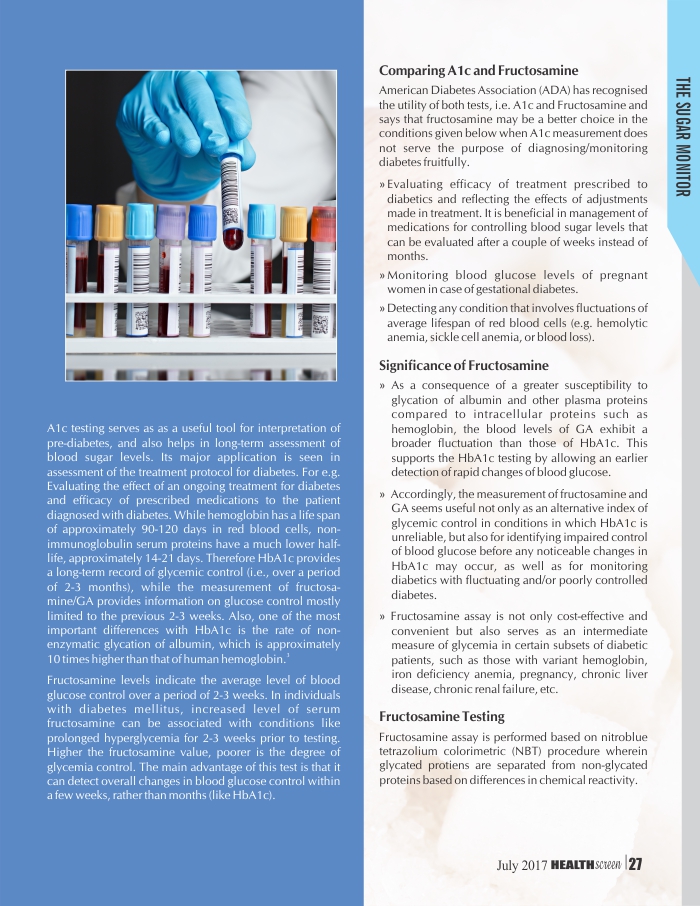 A1c testing serves as as a useful tool for interpretation of
pre-diabetes, and also helps in long-term assessment of
blood sugar levels. Its major application is seen in
assessment of the treatment protocol for diabetes. For e.g.
Evaluating the effect of an ongoing treatment for diabetes
and efficacy of prescribed medications to the patient
diagnosed with diabetes. While hemoglobin has a life span
of approximately 90-120 days in red blood cells, non-
immunoglobulin serum proteins have a much lower half-
life, approximately 14-21 days. Therefore HbA1c provides
a long-term record of glycemic control (i.e., over a period
of 2-3 months), while the measurement of fructosa-
mine/GA provides information on glucose control mostly
limited to the previous 2-3 weeks. Also, one of the most
important differences with HbA1c is the rate of non-
enzymatic glycation of albumin, which is approximately
10 times higher than that of human hemoglobin.³
Fructosamine levels indicate the average level of blood
glucose control over a period of 2-3 weeks. In individuals
with diabetes mellitus, increased level of serum
fructosamine can be associated with conditions like
prolonged hyperglycemia for 2-3 weeks prior to testing.
Higher the fructosamine value, poorer is the degree of
glycemia control. The main advantage of this test is that it
can detect overall changes in blood glucose control within
a few weeks, rather than months (like HbA1c).
Comparing A1c and Fructosamine
American Diabetes Association (ADA) has recognised
the utility of both tests, i.e. A1c and Fructosamine and
says that fructosamine may be a better choice in the
conditions given below when A1c measurement does
not serve the purpose of diagnosing/monitoring
diabetes fruitfully.
» Evaluating efficacy of treatment prescribed to
diabetics and reflecting the effects of adjustments
made in treatment. It is beneficial in management of
medications for controlling blood sugar levels that
can be evaluated after a couple of weeks instead of
months.
» Monitoring blood glucose levels of pregnant
women in case of gestational diabetes.
» Detecting any condition that involves fluctuations of
average lifespan of red blood cells (e.g. hemolytic
anemia, sickle cell anemia, or blood loss).
Significance of Fructosamine
» As a consequence of a greater susceptibility to
glycation of albumin and other plasma proteins
compared to intracellular proteins such as
hemoglobin, the blood levels of GA exhibit a
broader fluctuation than those of HbA1c. This
supports the HbA1c testing by allowing an earlier
detection of rapid changes of blood glucose.
» Accordingly, the measurement of fructosamine and
GA seems useful not only as an alternative index of
glycemic control in conditions in which HbA1c is
unreliable, but also for identifying impaired control
of blood glucose before any noticeable changes in
HbA1c may occur, as well as for monitoring
diabetics with fluctuating and/or poorly controlled
diabetes.
» Fructosamine assay is not only cost-effective and
convenient but also serves as an intermediate
measure of glycemia in certain subsets of diabetic
patients, such as those with variant hemoglobin,
iron deficiency anemia, pregnancy, chronic liver
disease, chronic renal failure, etc.
Fructosamine Testing
Fructosamine assay is performed based on nitroblue
tetrazolium colorimetric (NBT) procedure wherein
glycated protiens are separated from non-glycated
proteins based on differences in chemical reactivity.
THE SUGAR MONITOR
July 2017 HEALTHscreen | 27